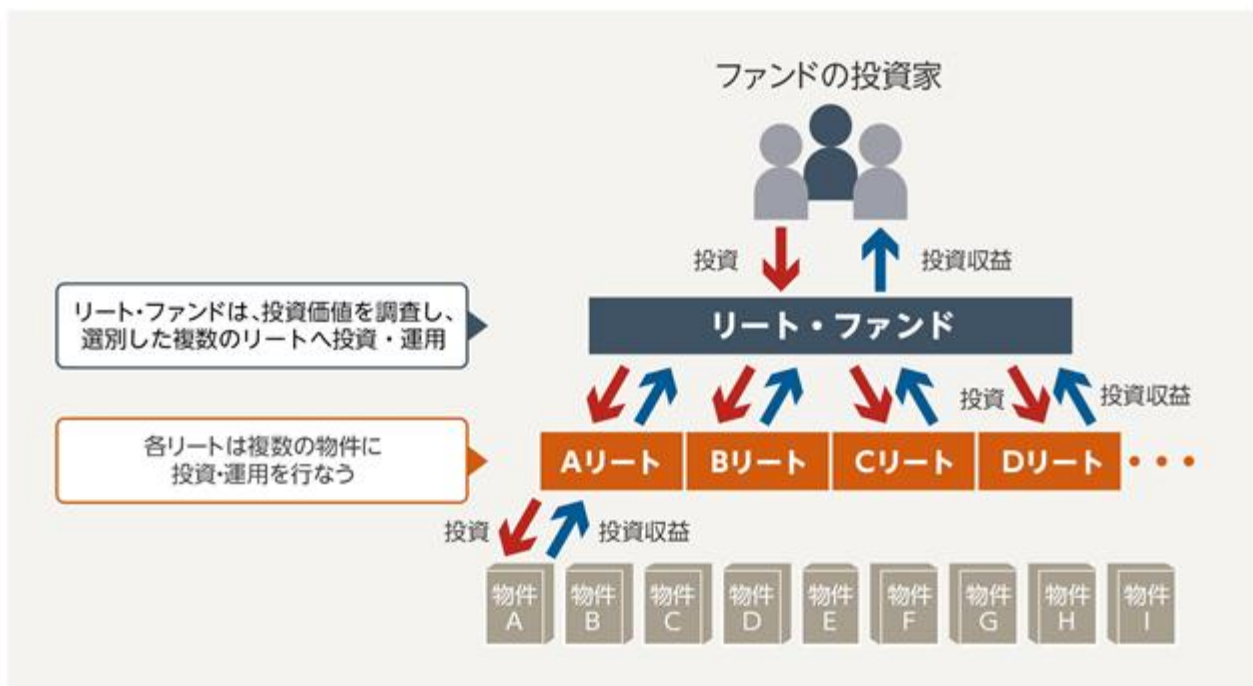 ファンドの投資家
投資
投資収益
リート・ファンドは、投資価値を調査し、
選別した複数のリートへ投資・運用
リート・ファンド
投資
投資収益
各リートは複数の物件に
投資・運用を行なう
Aリート
Bリート
Cリート
Dリート
・・・
投資
投資収益
物件
A
物件
B
物件
C
物件
D
物件
E
物件
F
物件
G
物件
H
物件
I